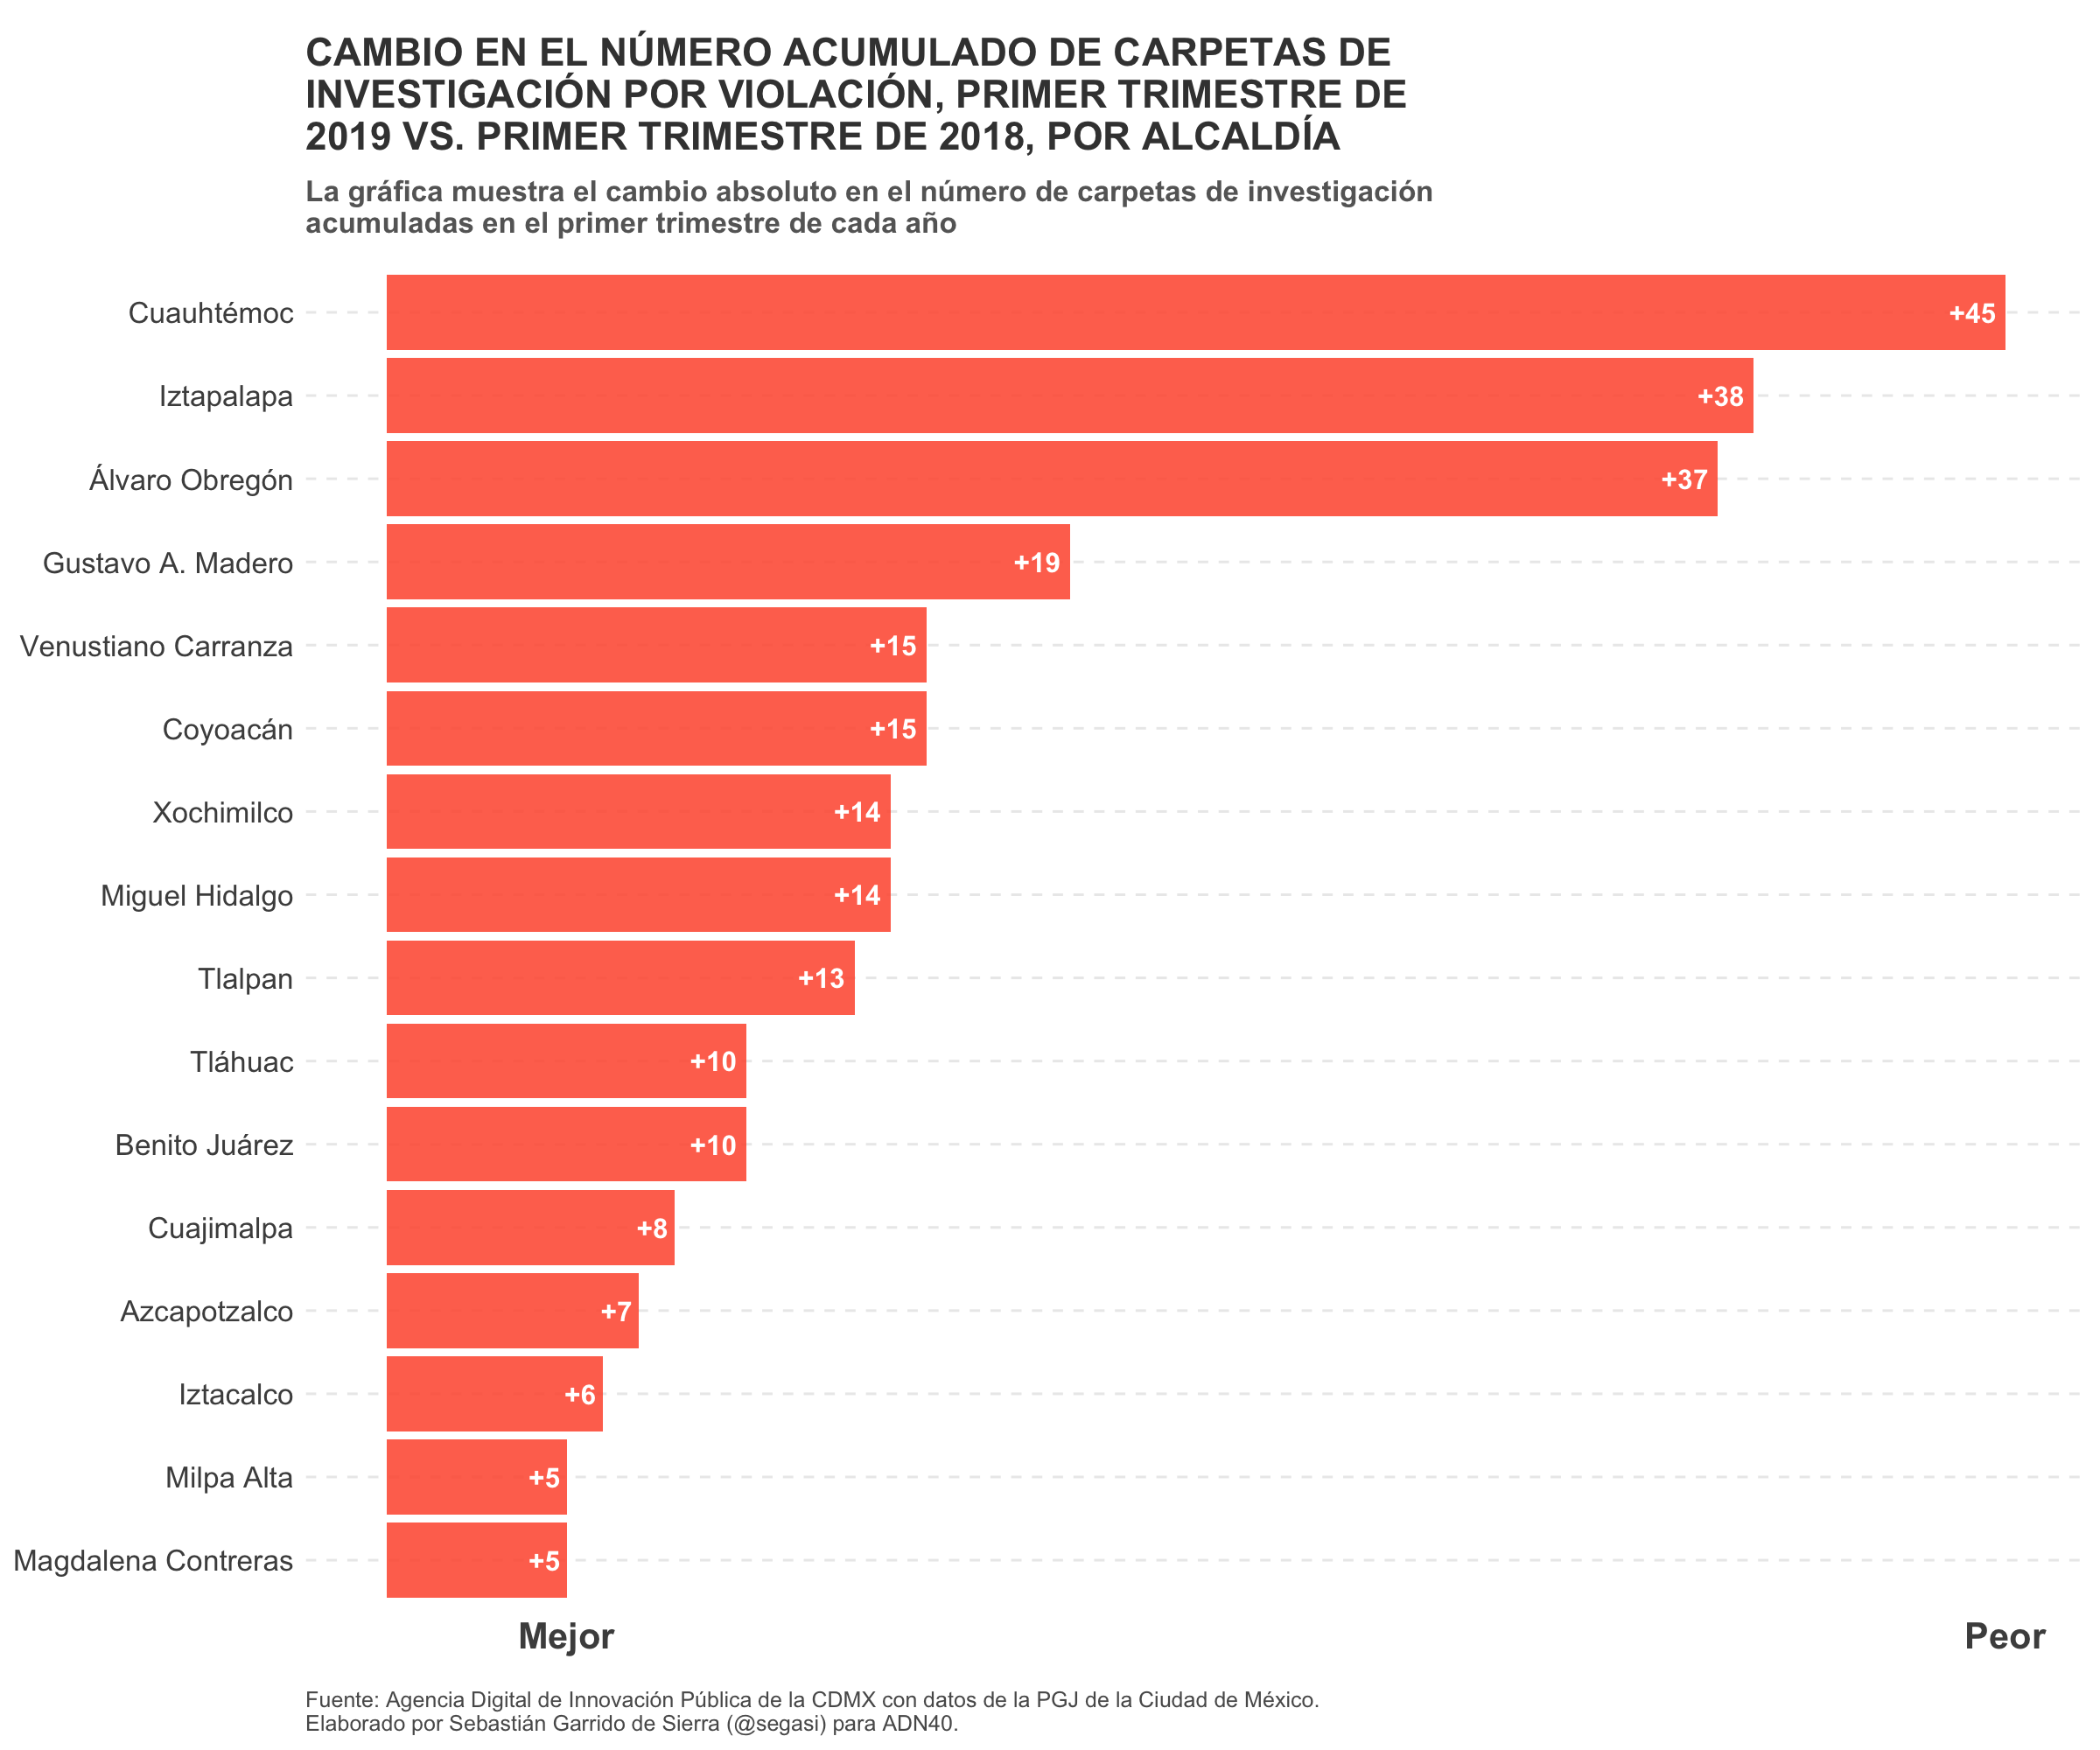 CAMBIO EN EL NÚMERO ACUMULADO DE CARPETAS DE
INVESTIGACIÓN POR VIOLACIÓN, PRIMER TRIMESTRE DE
2019 VS. PRIMER TRIMESTRE DE 2018, POR ALCALDÍA
La gráfica muestra el cambio absoluto en el número de carpetas de investigación
acumuladas en el primer trimestre de cada año
Cuauhtémoc +45
Iztapalapa +38
Álvaro Obregón +37
Gustavo A. Madero +19
Venustiano Carranza +15
Coyoacán +15
Xochimilco +14
Miguel Hidalgo +14
Tlalpan +13
Tláhuac +10
Benito Juárez +10
Cuajimalpa +8
Azcapotzalco +7
Iztacalco +6
Milpa Alta +5
Magdalena Contreras +5
Mejor Peor
Fuente: Agencia Digital de Innovación Pública de la CDMX con datos de la PGJ de la Ciudad de México.
Elaborado por Sebastián Garrido de Sierra (@segasi) para ADN40.